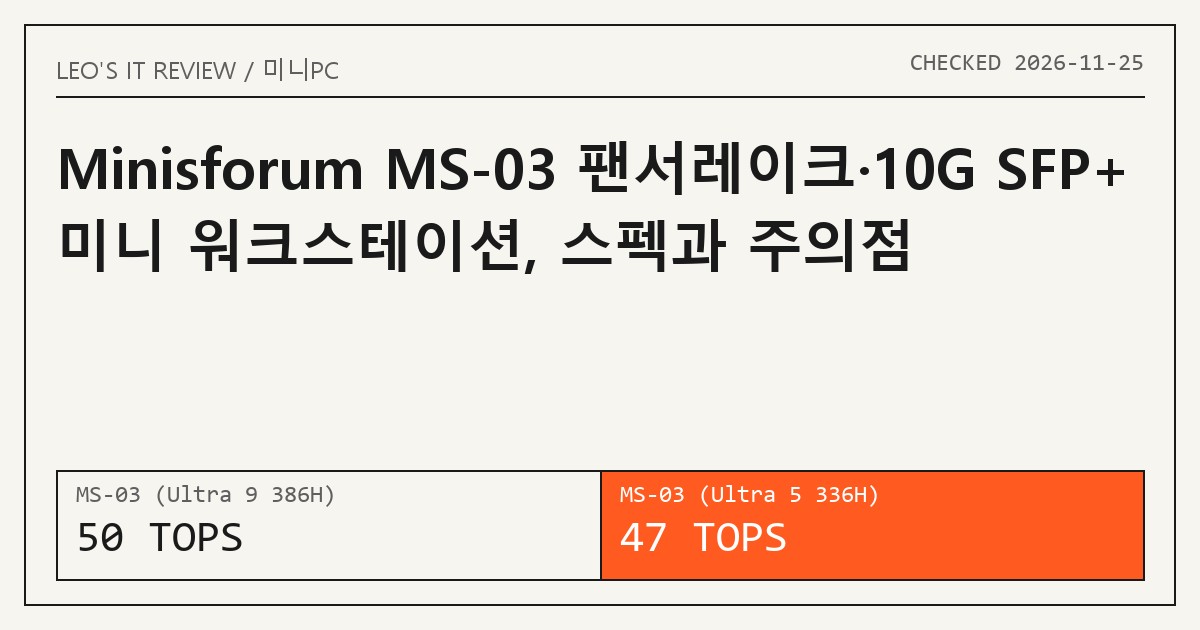 LEO'S IT REVIEW / 미니PC
CHECKED 2026-11-25
Minisforum MS-03 팬서레이크·10G SFP+
미니 워크스테이션, 스펙과 주의점
MS-03 (Ultra 9 386H)
50 TOPS
MS-03 (Ultra 5 336H)
47 TOPS